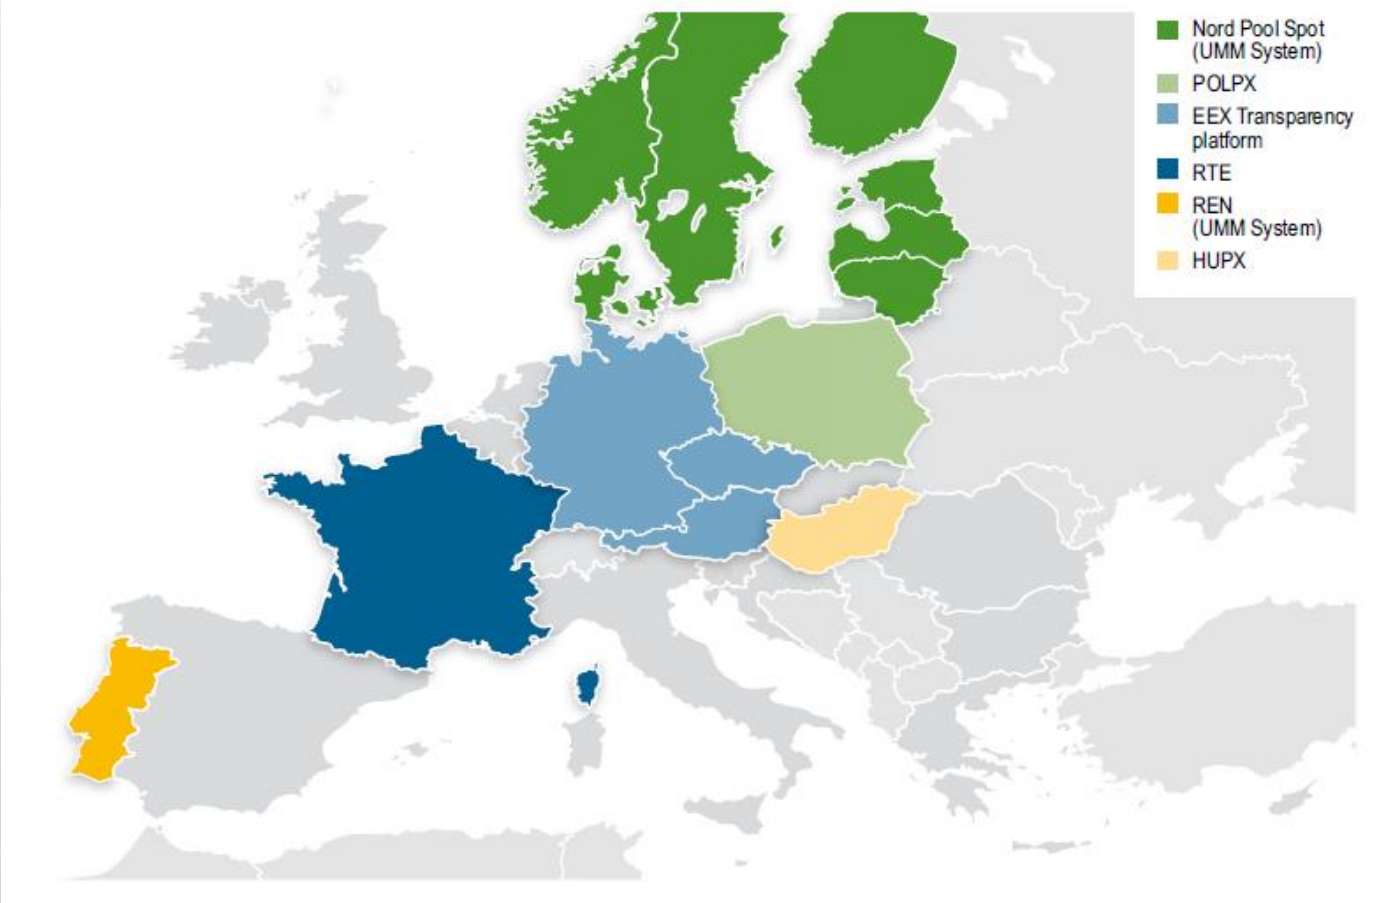 Nord Pool Spot
(UMM System)
POLPX
EEX Transparency
platform
RTE
REN
(UMM System)
HUPX